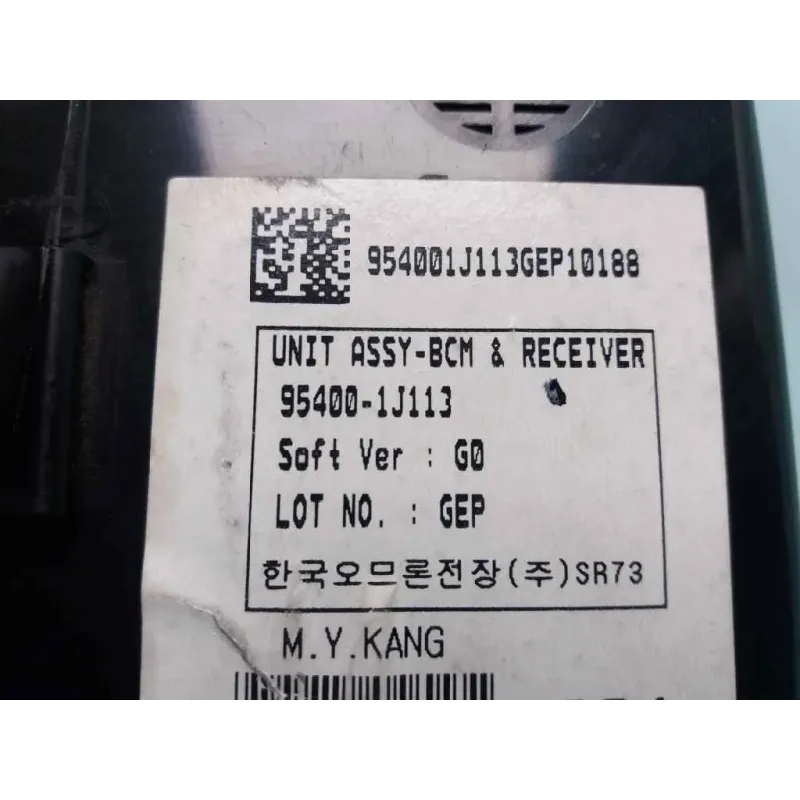 954001J113GEP10188
UNIT ASSY-BCM & RECEIVER
95400-1J113
Soft Ver : G0
LOT NO. : GEP
한국오므론전장(주)SR73
M.Y.KANG